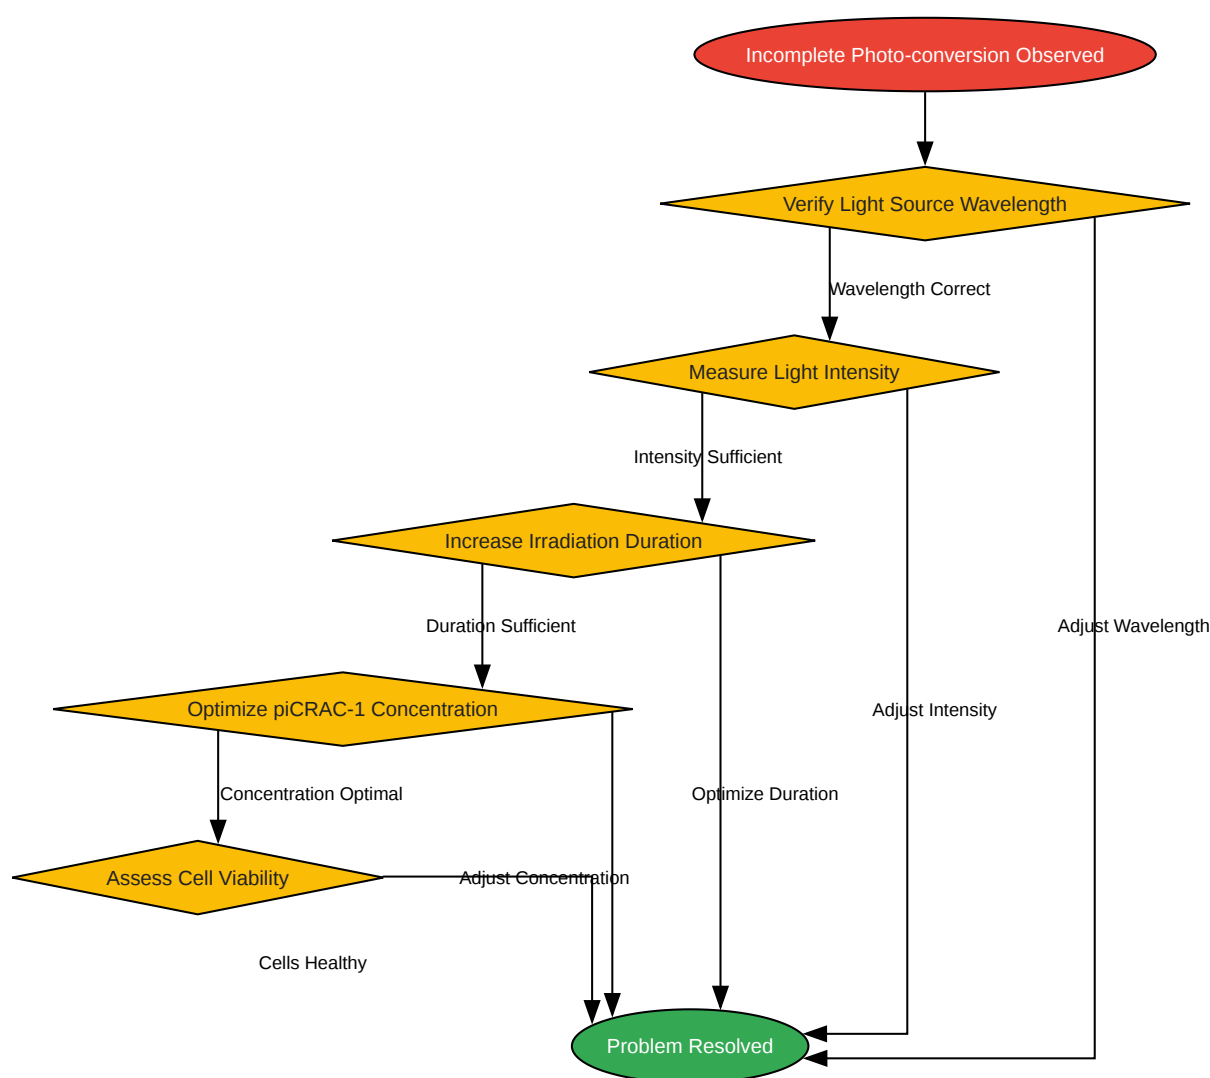 Incomplete Photo-conversion Observed
Verify Light Source Wavelength
Wavelength Correct
Measure Light Intensity
Intensity Sufficient
Increase Irradiation Duration
Duration Sufficient
Adjust Wavelength
Optimize piCRAC-1 Concentration
Adjust Intensity
Concentration Optimal
Optimize Duration
Assess Cell Viability
Adjust Concentration
Cells Healthy
Problem Resolved